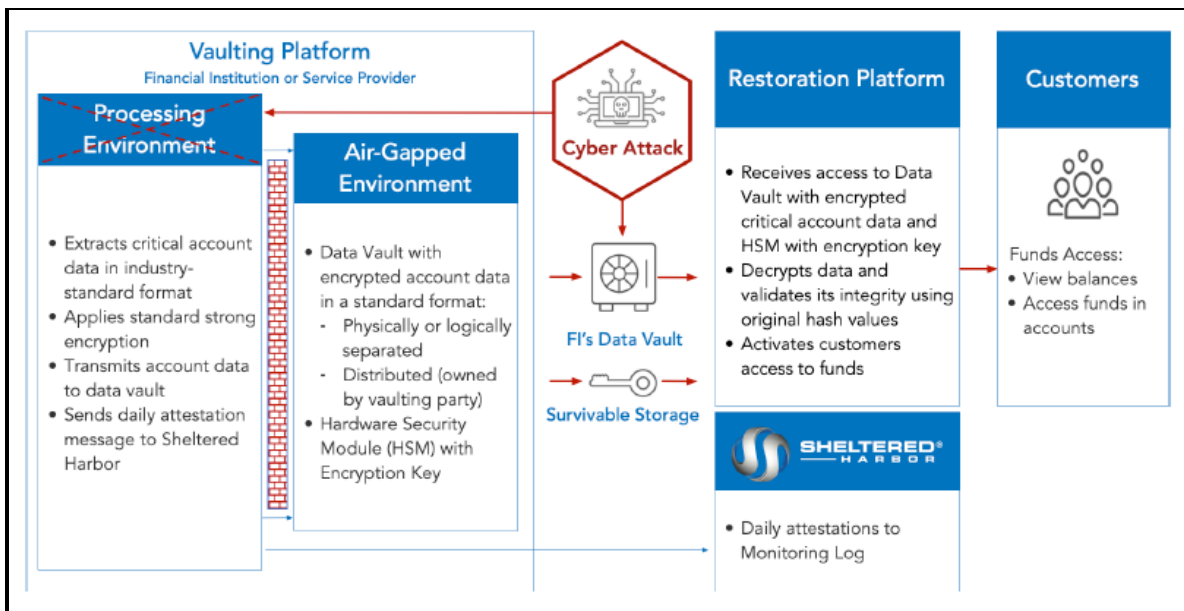 Vaulting Platform
Financial Institution or Service Provider
Processing
Environment
• Extracts critical account
data in industry-
standard format
• Applies standard strong
encryption
• Transmits account data
to data vault
• Sends daily attestation
message to Sheltered
Harbor
Air-Gapped
Environment
• Data Vault with
encrypted account data
in a standard format:
- Physically or logically
separated
- Distributed (owned
by vaulting party)
• Hardware Security
Module (HSM) with
Encryption Key
Cyber Attack
FI's Data Vault
Survivable Storage
Restoration Platform
• Receives access to Data
Vault with encrypted
critical account data and
HSM with encryption key
• Decrypts data and
validates its integrity using
original hash values
• Activates customers
access to funds
SHELTERED®
HARBOR
• Daily attestations to
Monitoring Log
Customers
Funds Access:
• View balances
• Access funds in
accounts